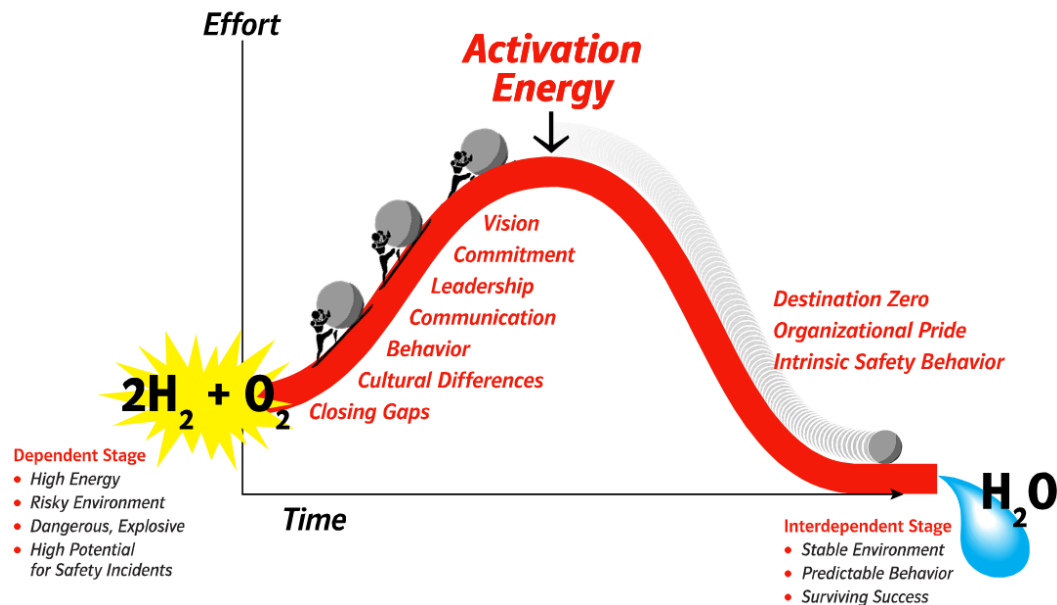 Effort
Activation
Energy
Vision
Commitment
Leadership
Communication
Behavior
Cultural Differences
Closing Gaps
Destination Zero
Organizational Pride
Intrinsic Safety Behavior
2H₂ + O₂
Dependent Stage
• High Energy
• Risky Environment
• Dangerous, Explosive
• High Potential
for Safety Incidents
Time
H₂O
Interdependent Stage
• Stable Environment
• Predictable Behavior
• Surviving Success